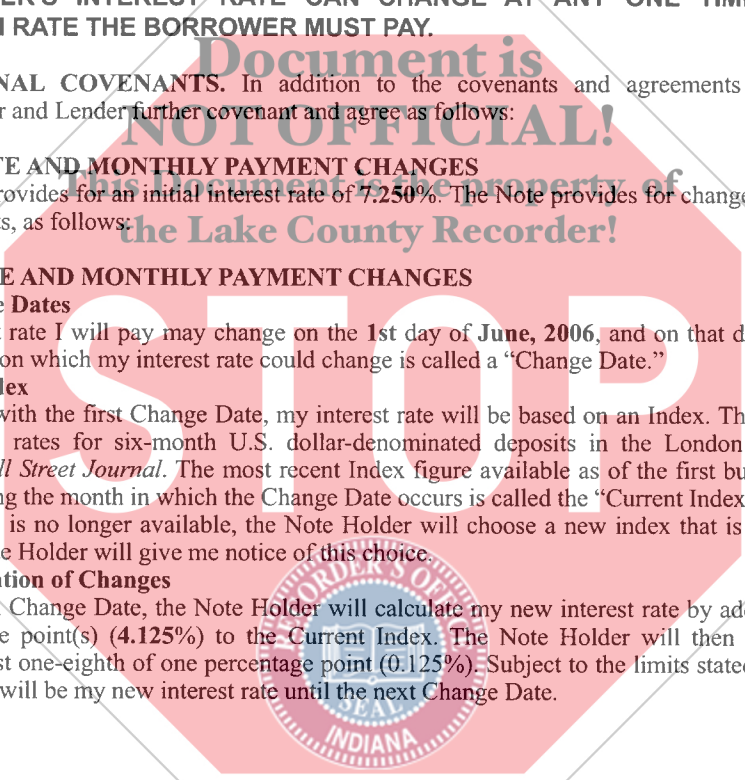 ER'S INTEREST RATE CAN CHANGE AT ANY ONE TIM
RATE THE BORROWER MUST PAY.
Document is
NAL COVENANTS. In addition to the covenants and agreements
r and Lender further covenant and agree as follows:
NOT OFFICIAL!
TE AND MONTHLY PAYMENT CHANGES
This Document is the property of
rovides for an initial interest rate of 7.250%. The Note provides for change
ts, as follows:
the Lake County Recorder!
E AND MONTHLY PAYMENT CHANGES
e Dates
t rate I will pay may change on the 1st day of June, 2006, and on that d
on which my interest rate could change is called a “Change Date.”
STOP
dex
with the first Change Date, my interest rate will be based on an Index. Th
rates for six-month U.S. dollar-denominated deposits in the London
ll Street Journal. The most recent Index figure available as of the first bu
ng the month in which the Change Date occurs is called the “Current Index
is no longer available, the Note Holder will choose a new index that is
e Holder will give me notice of this choice.
tion of Changes
Change Date, the Note Holder will calculate my new interest rate by ad
e point(s) (4.125%) to the Current Index. The Note Holder will then
st one-eighth of one percentage point (0.125%). Subject to the limits state
will be my new interest rate until the next Change Date.
RECORDER'S OFFICE
SEAL
INDIANA